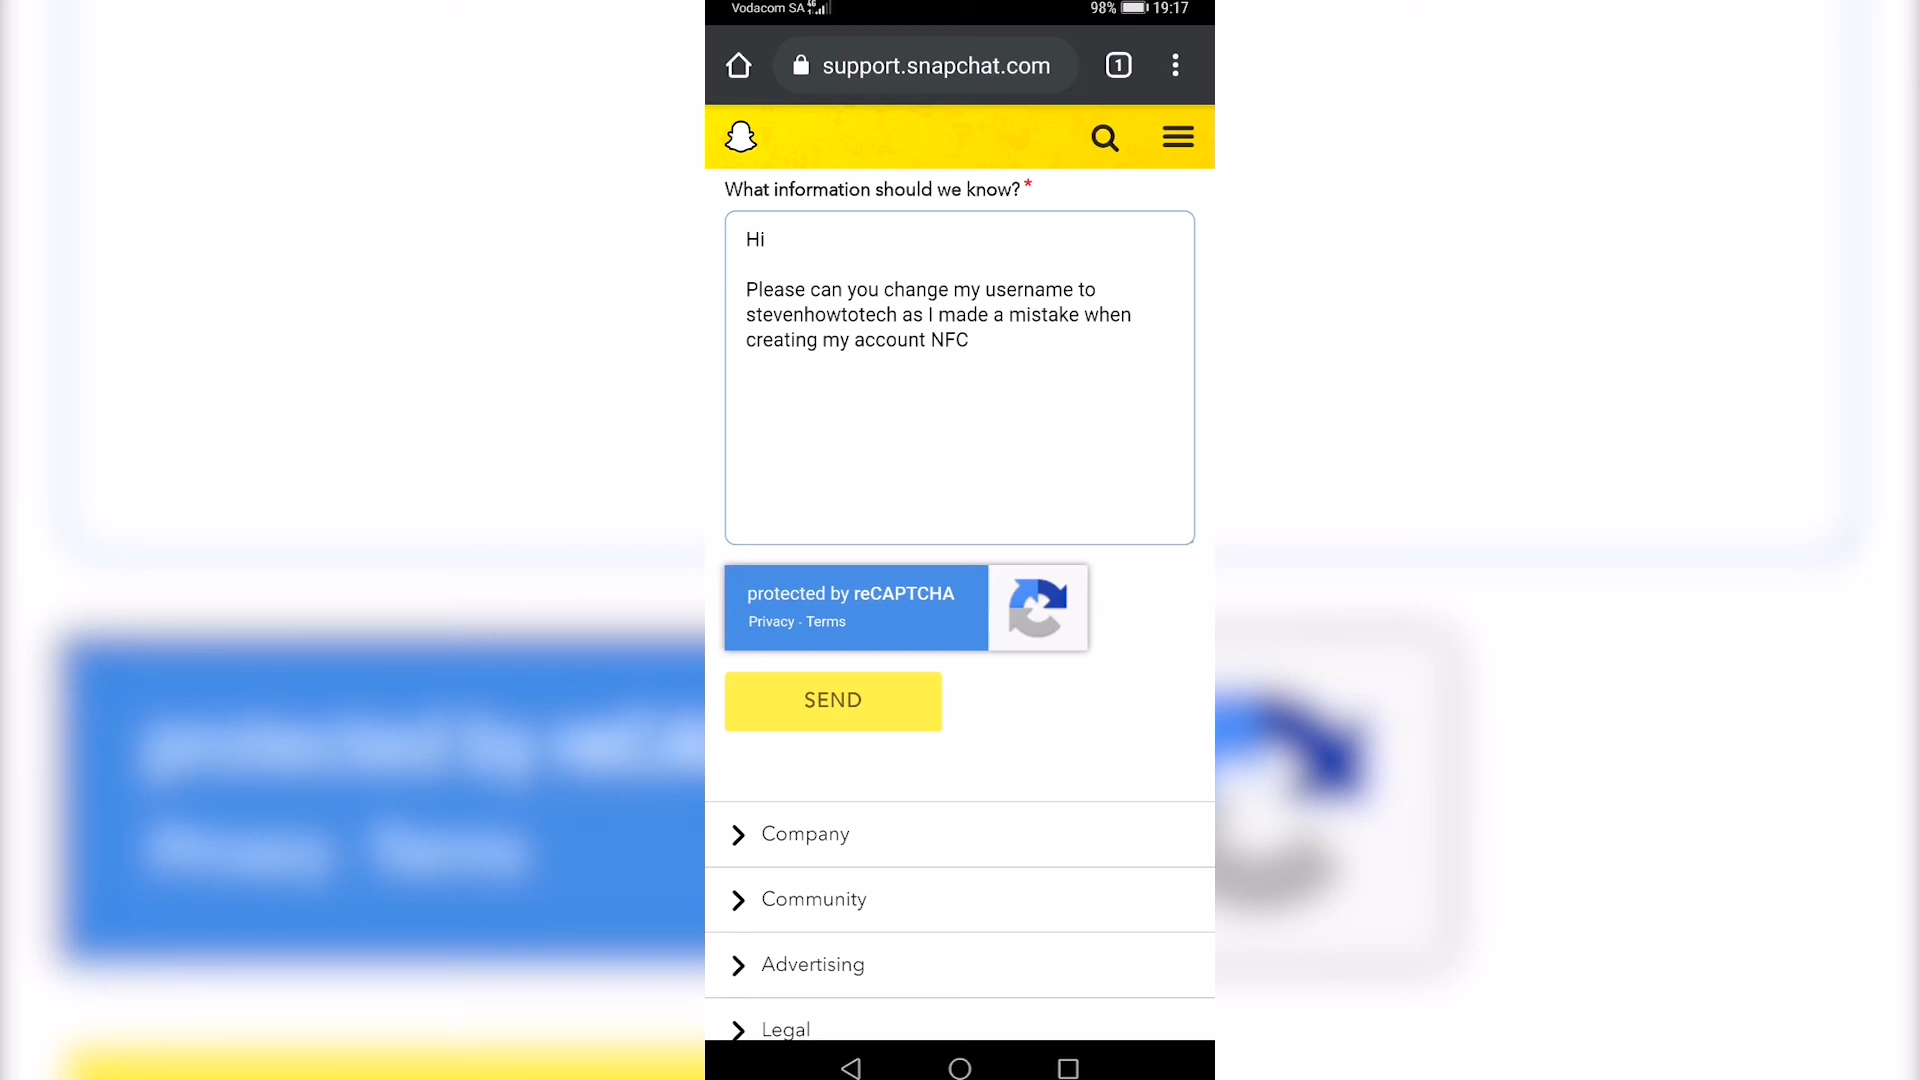 Vodacom SA 4G 98% 19:17
support.snapchat.com 1
What information should we know? *
Hi
Please can you change my username to
stevenhowtotech as I made a mistake when
creating my account NFC
protected by reCAPTCHA
Privacy - Terms
SEND
Company
Community
Advertising
Legal